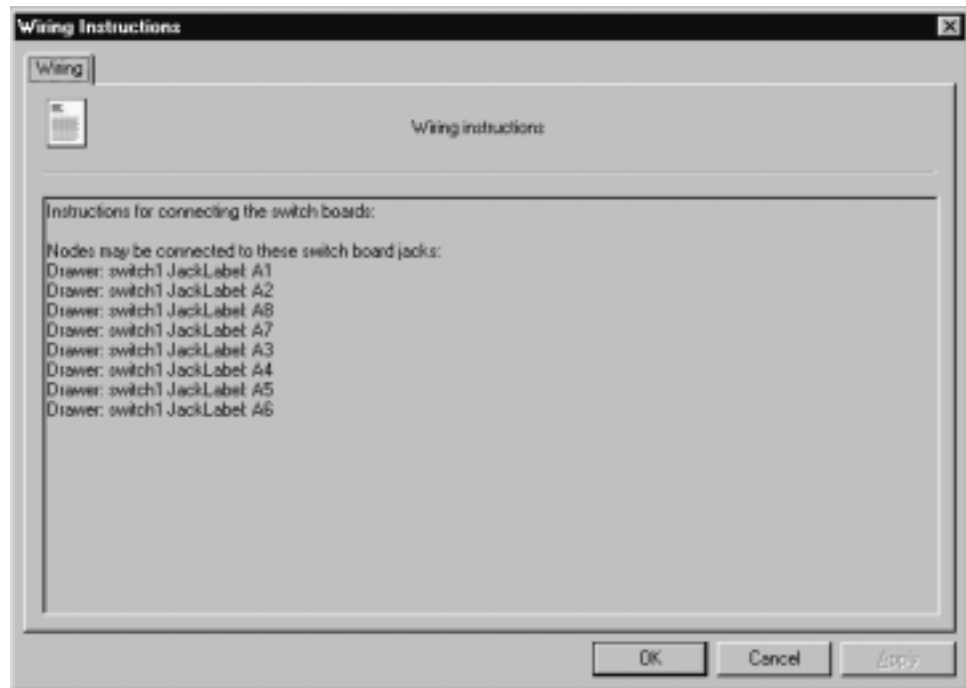 Wiring Instructions
Wiring
Wiring instructions
Instructions for connecting the switch boards:
Nodes may be connected to these switch board jacks:
Drawer: switch1 JackLabel: A1
Drawer: switch1 JackLabel: A2
Drawer: switch1 JackLabel: A8
Drawer: switch1 JackLabel: A7
Drawer: switch1 JackLabel: A3
Drawer: switch1 JackLabel: A4
Drawer: switch1 JackLabel: A5
Drawer: switch1 JackLabel: A6
OK Cancel Apply